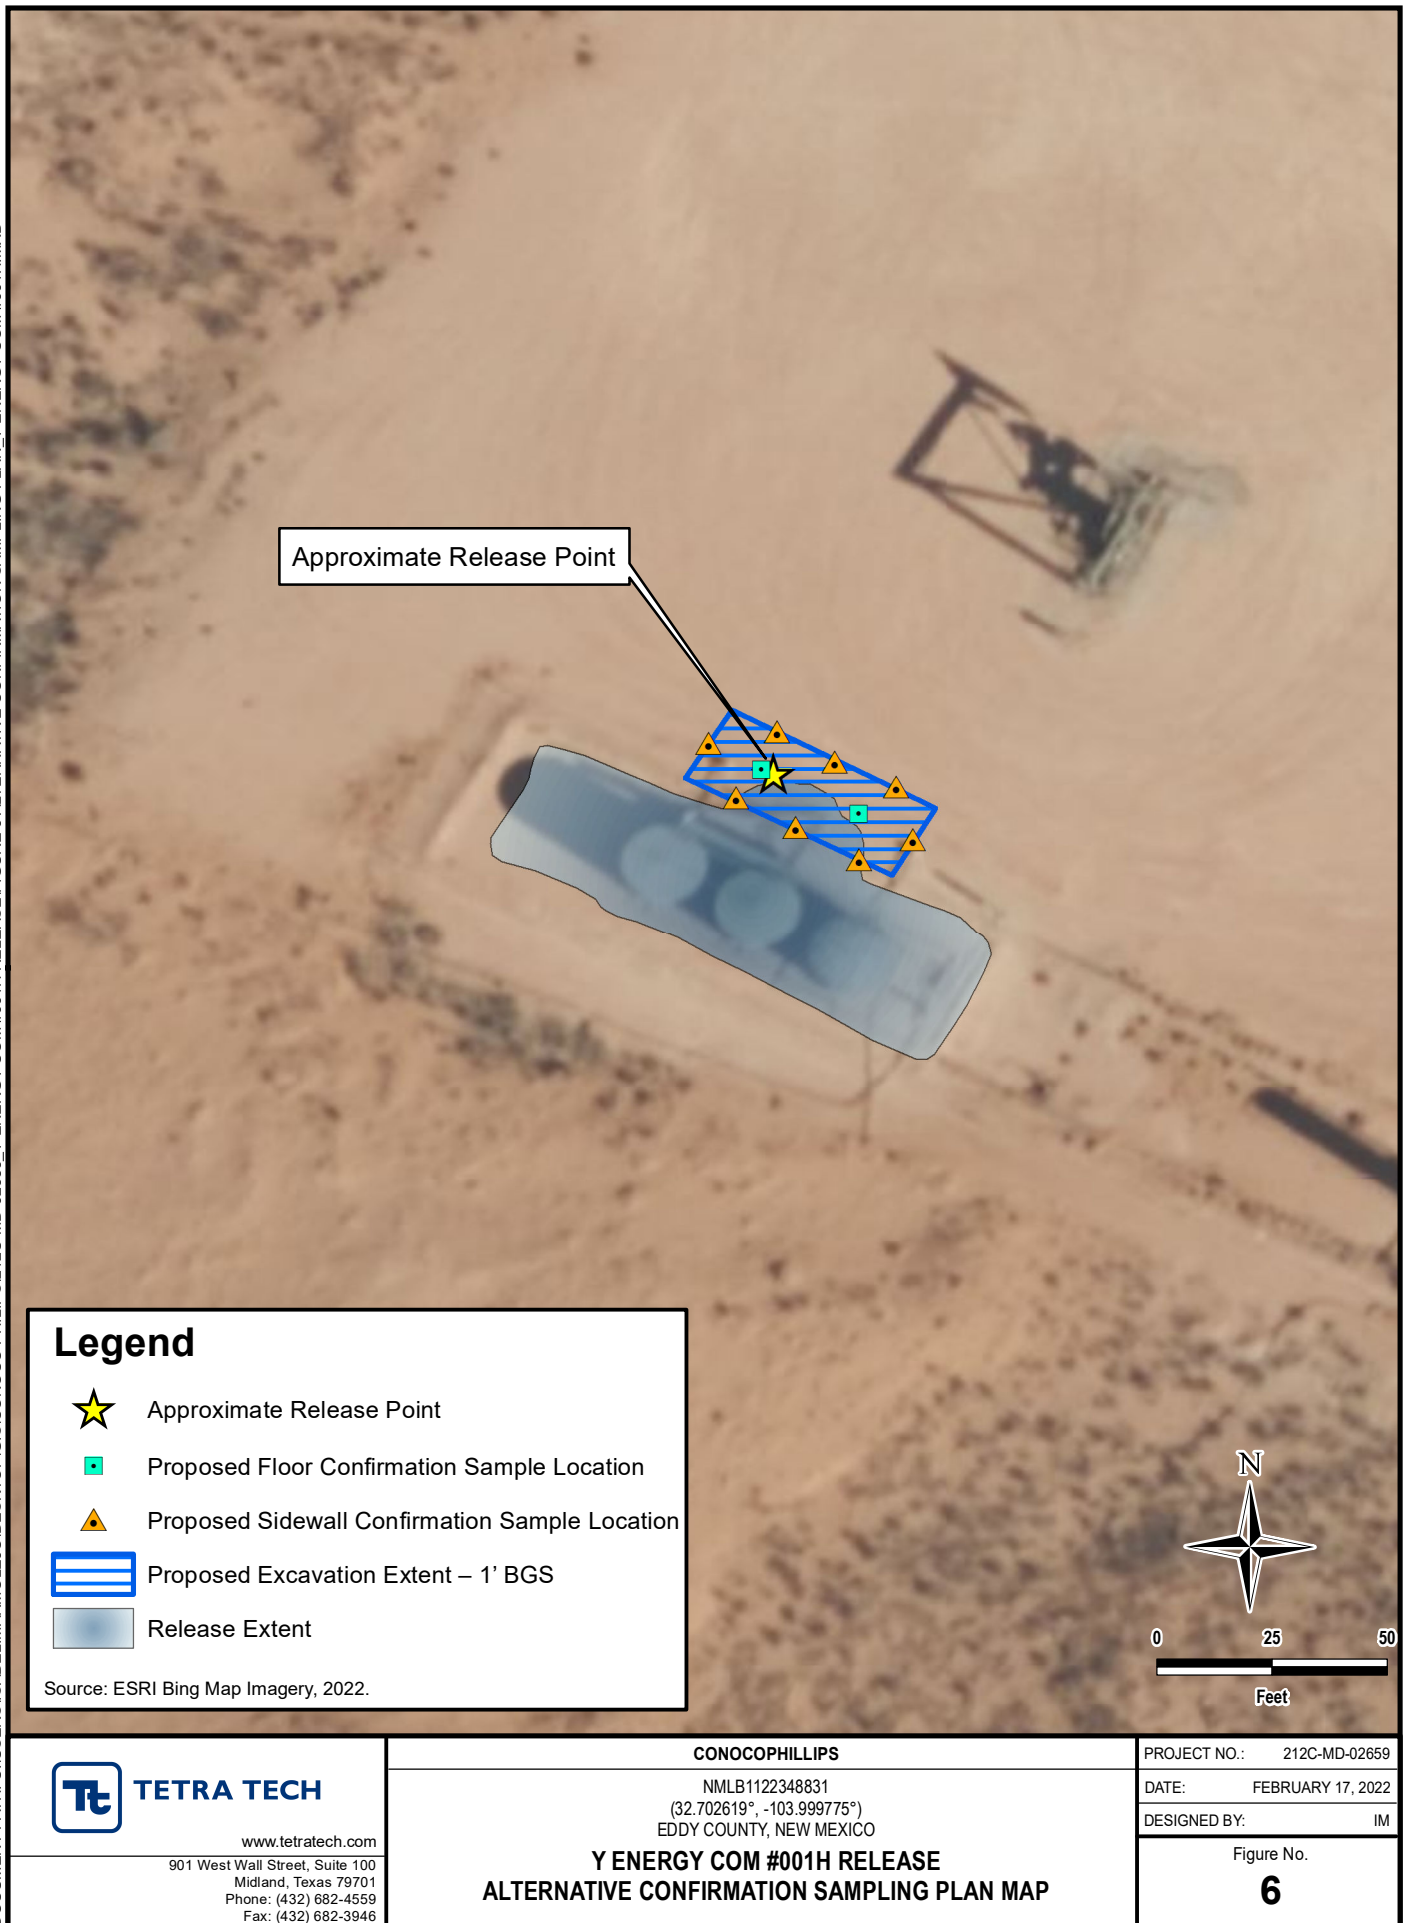 Approximate Release Point
Legend
Approximate Release Point
Proposed Floor Confirmation Sample Location
Proposed Sidewall Confirmation Sample Location
Proposed Excavation Extent – 1' BGS
Release Extent
Source: ESRI Bing Map Imagery, 2022.
N
0 25 50
Feet
Tt TETRA TECH
www.tetratech.com
901 West Wall Street, Suite 100
Midland, Texas 79701
Phone: (432) 682-4559
Fax: (432) 682-3946
CONOCOPHILLIPS
NMLB1122348831
(32.702619°, -103.999775°)
EDDY COUNTY, NEW MEXICO
Y ENERGY COM #001H RELEASE
ALTERNATIVE CONFIRMATION SAMPLING PLAN MAP
PROJECT NO.: 212C-MD-02659
DATE: FEBRUARY 17, 2022
DESIGNED BY: IM
Figure No.
6